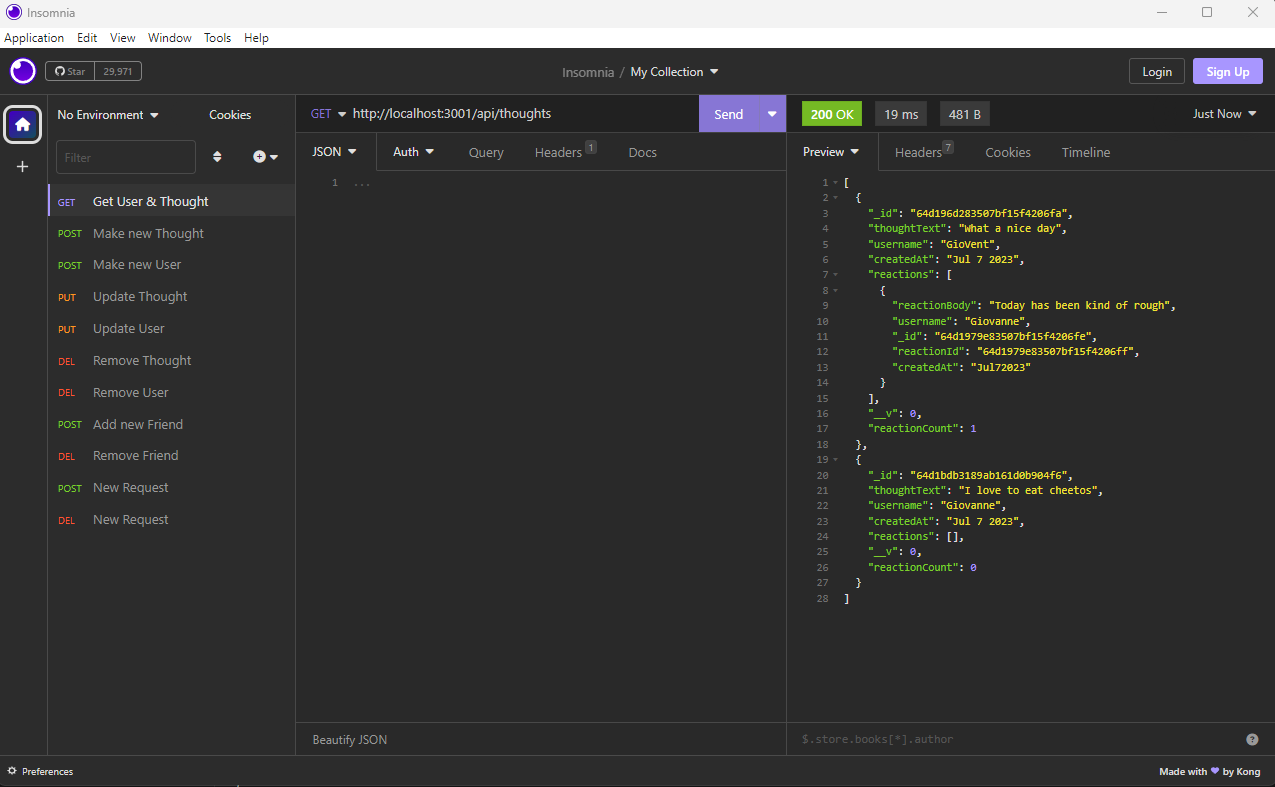 Insomnia
Application Edit View Window Tools Help
Star 29,971
Insomnia / My Collection
Login Sign Up
No Environment Cookies
Filter
GET Get User & Thought
POST Make new Thought
POST Make new User
PUT Update Thought
PUT Update User
DEL Remove Thought
DEL Remove User
POST Add new Friend
DEL Remove Friend
POST New Request
DEL New Request
GET http://localhost:3001/api/thoughts Send
JSON Auth Query Headers 1 Docs
1 ...
Beautify JSON
200 OK 19 ms 481 B Just Now
Preview Headers 7 Cookies Timeline
1 [
2 {
3 "_id": "64d196d283507bf15f4206fa",
4 "thoughtText": "What a nice day",
5 "username": "GioVent",
6 "createdAt": "Jul 7 2023",
7 "reactions": [
8 {
9 "reactionBody": "Today has been kind of rough",
10 "username": "Giovanne",
11 "_id": "64d1979e83507bf15f4206fe",
12 "reactionId": "64d1979e83507bf15f4206ff",
13 "createdAt": "Jul72023"
14 }
15 ],
16 "__v": 0,
17 "reactionCount": 1
18 },
19 {
20 "_id": "64d1bdb3189ab161d0b904f6",
21 "thoughtText": "I love to eat cheetos",
22 "username": "Giovanne",
23 "createdAt": "Jul 7 2023",
24 "reactions": [],
25 "__v": 0,
26 "reactionCount": 0
27 }
28 ]
$.store.books[*].author
Preferences
Made with by Kong